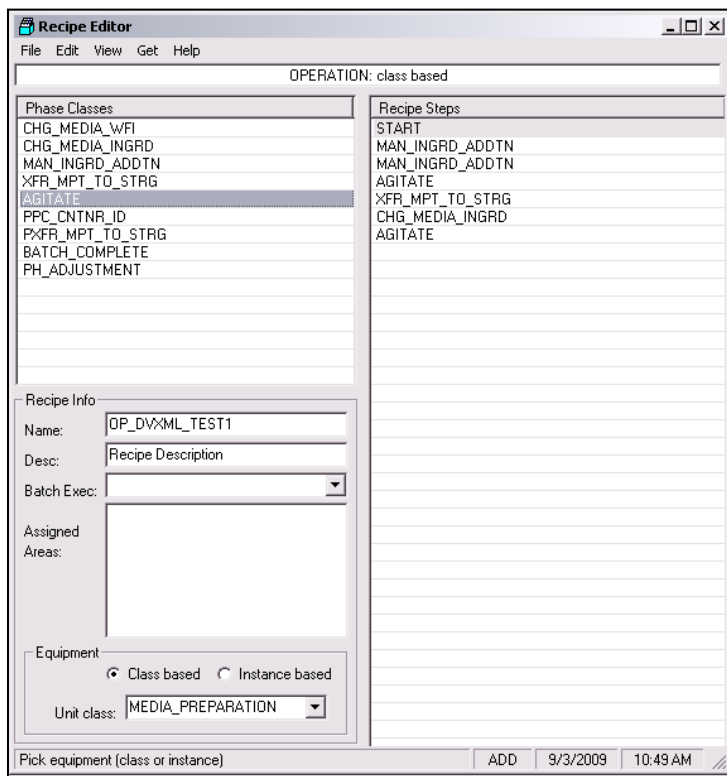 Recipe Editor
File Edit View Get Help
OPERATION: class based
Phase Classes
CHG_MEDIA_WFI
CHG_MEDIA_INGRD
MAN_INGRD_ADDTN
XFR_MPT_TO_STRG
AGITATE
PPC_CNTNR_ID
PXFR_MPT_TO_STRG
BATCH_COMPLETE
PH_ADJUSTMENT
Recipe Steps
START
MAN_INGRD_ADDTN
MAN_INGRD_ADDTN
AGITATE
XFR_MPT_TO_STRG
CHG_MEDIA_INGRD
AGITATE
Recipe Info
Name: OP_DVXML_TEST1
Desc: Recipe Description
Batch Exec:
Assigned
Areas:
Equipment
Class based Instance based
Unit class: MEDIA_PREPARATION
Pick equipment (class or instance) ADD 9/3/2009 10:49 AM